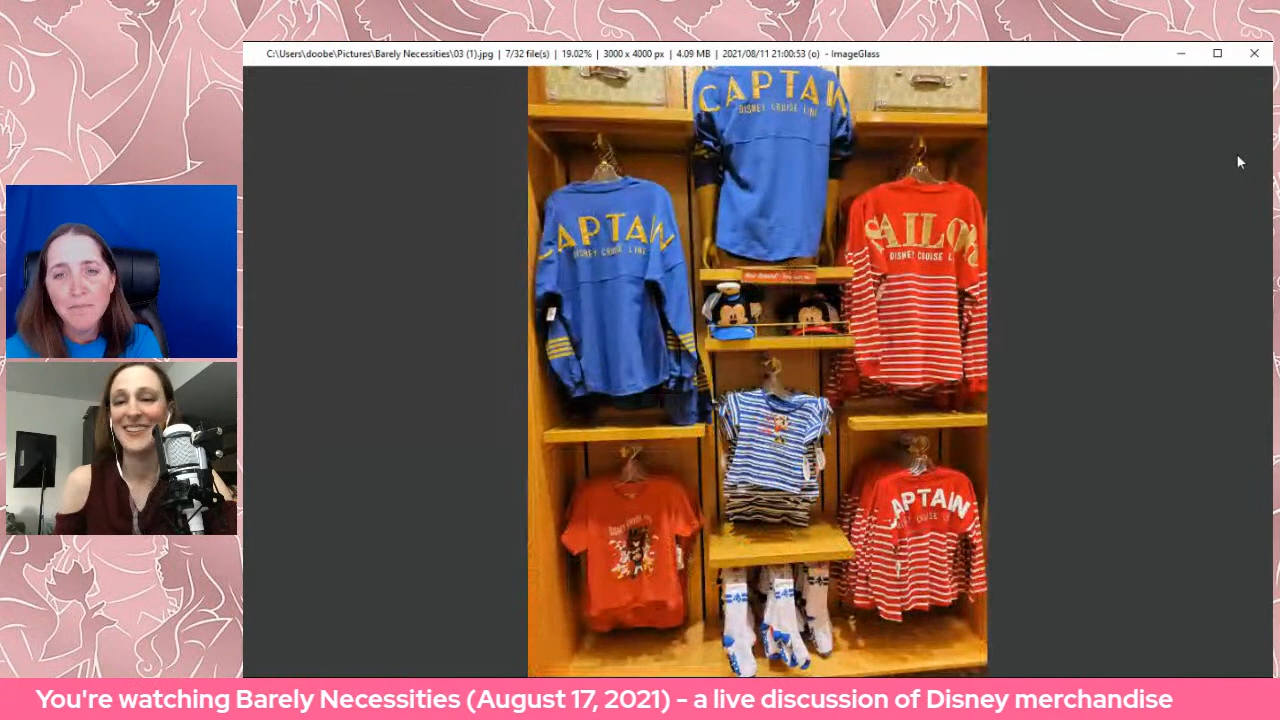 C:\Users\doobe\Pictures\Barely Necessities\03 (1).jpg | 7/32 file(s) | 19.02% | 3000 x 4000 px | 4.09 MB | 2021/08/11 21:00:53 (o) - ImageGlass
CAPTAIN
DISNEY CRUISE LINE
CAPTAIN
DISNEY CRUISE LINE
SAILOR
DISNEY CRUISE L
CAPTAIN
CRUISE
You're watching Barely Necessities (August 17, 2021) - a live discussion of Disney merchandise